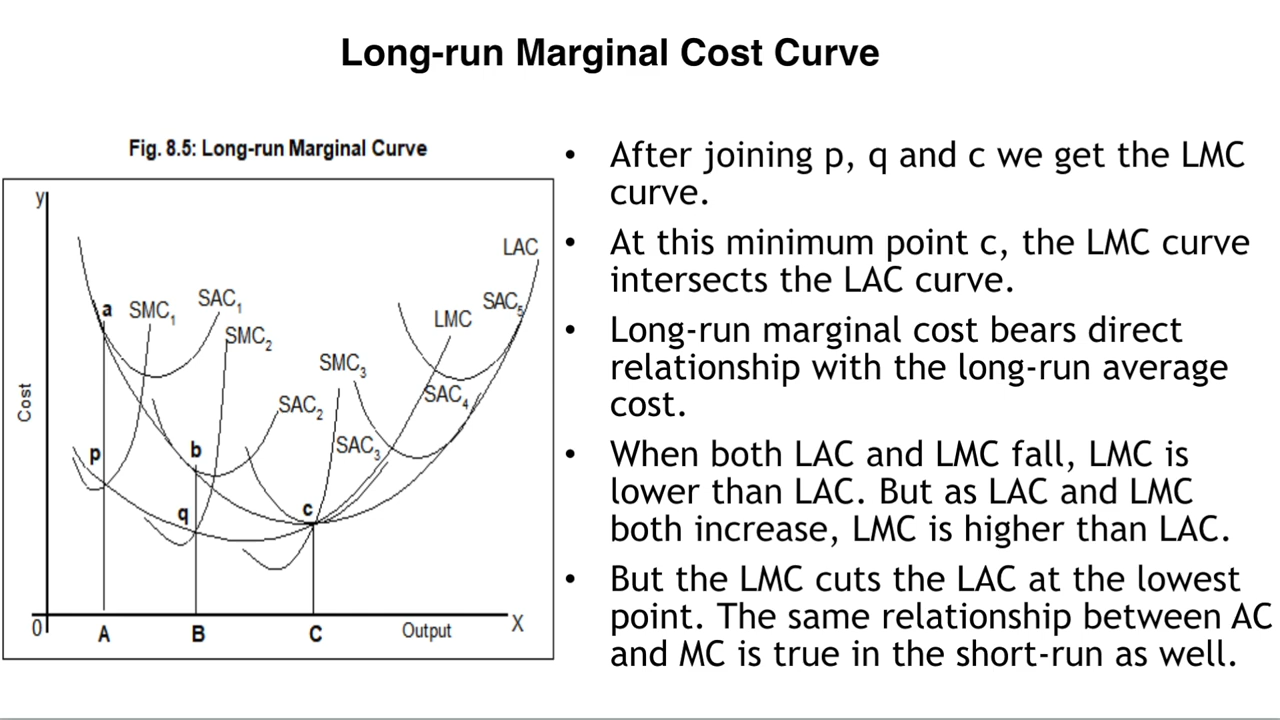 Long-run Marginal Cost Curve
Fig. 8.5: Long-run Marginal Curve
y
LAC
a
SMC₁
SAC₁
SMC₂
LMC
SAC₅
SMC₃
Cost
SAC₂
SAC₄
p
b
SAC₃
q
c
0
A
B
C
Output
X
• After joining p, q and c we get the LMC
curve.
• At this minimum point c, the LMC curve
intersects the LAC curve.
• Long-run marginal cost bears direct
relationship with the long-run average
cost.
• When both LAC and LMC fall, LMC is
lower than LAC. But as LAC and LMC
both increase, LMC is higher than LAC.
• But the LMC cuts the LAC at the lowest
point. The same relationship between AC
and MC is true in the short-run as well.